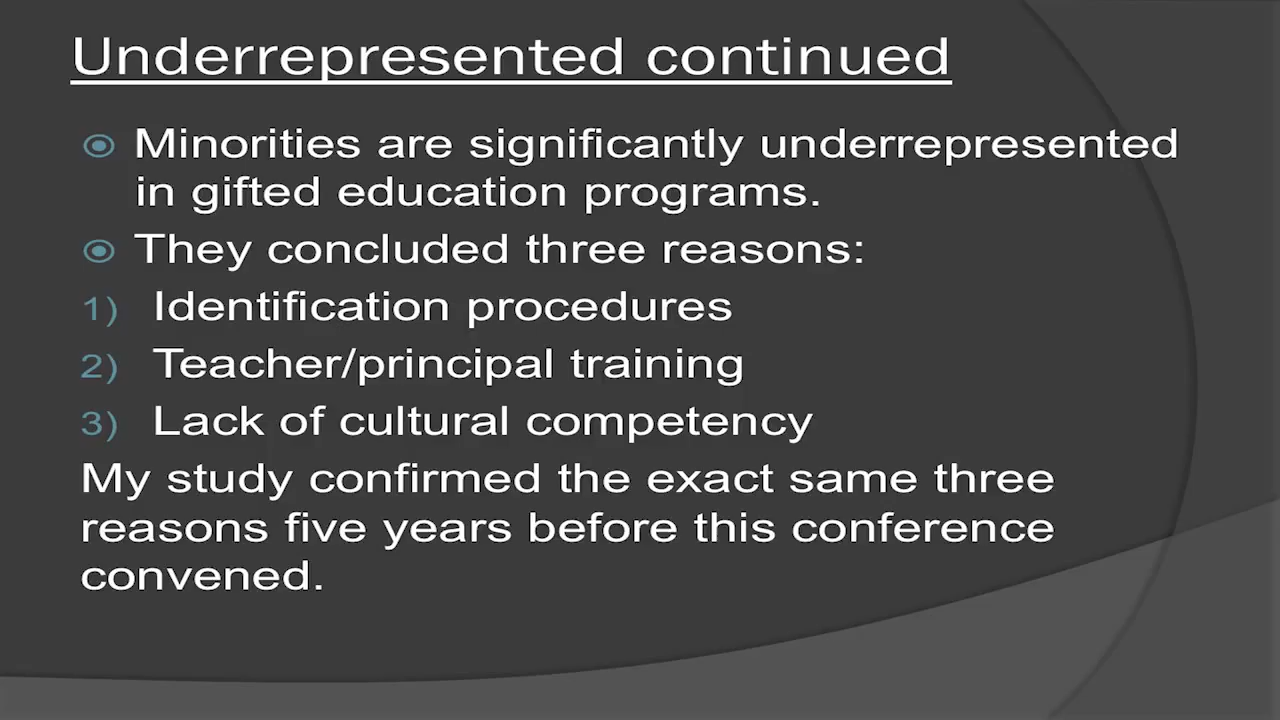 Underrepresented continued
Minorities are significantly underrepresented
in gifted education programs.
They concluded three reasons:
1) Identification procedures
2) Teacher/principal training
3) Lack of cultural competency
My study confirmed the exact same three
reasons five years before this conference
convened.